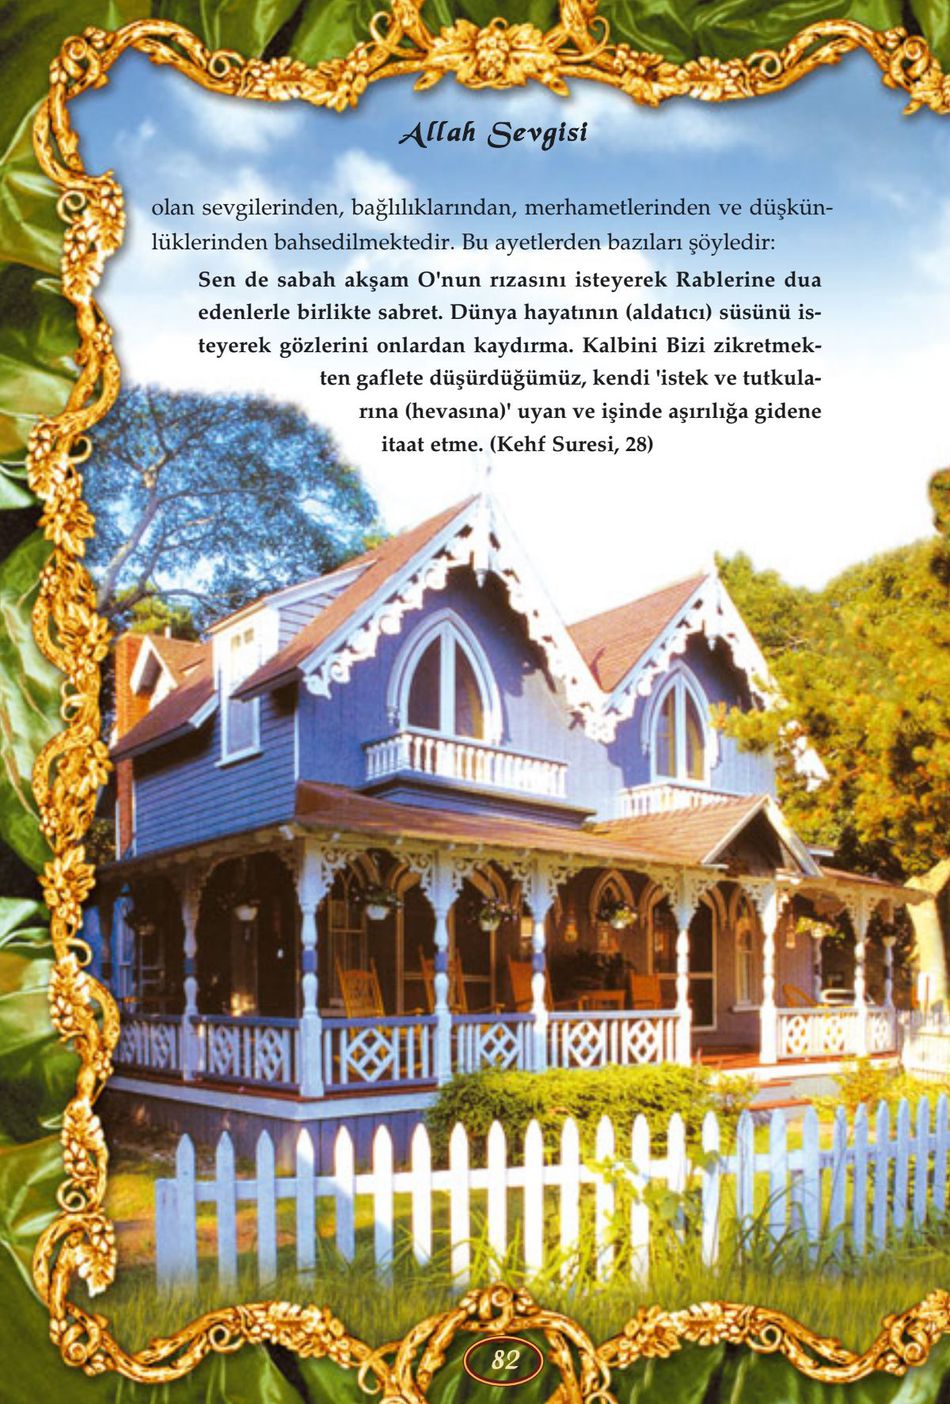 Allah Sevgisi
olan sevgilerinden, bağlılıklarından, merhametlerinden ve düşkün-
lüklerinden bahsedilmektedir. Bu ayetlerden bazıları şöyledir:
Sen de sabah akşam O'nun rızasını isteyerek Rablerine dua
edenlerle birlikte sabret. Dünya hayatının (aldatıcı) süsünü is-
teyerek gözlerini onlardan kaydırma. Kalbini Bizi zikretmek-
ten gaflete düşürdüğümüz, kendi 'istek ve tutkula-
rına (hevasına)' uyan ve işinde aşırılığa gidene
itaat etme. (Kehf Suresi, 28)
82